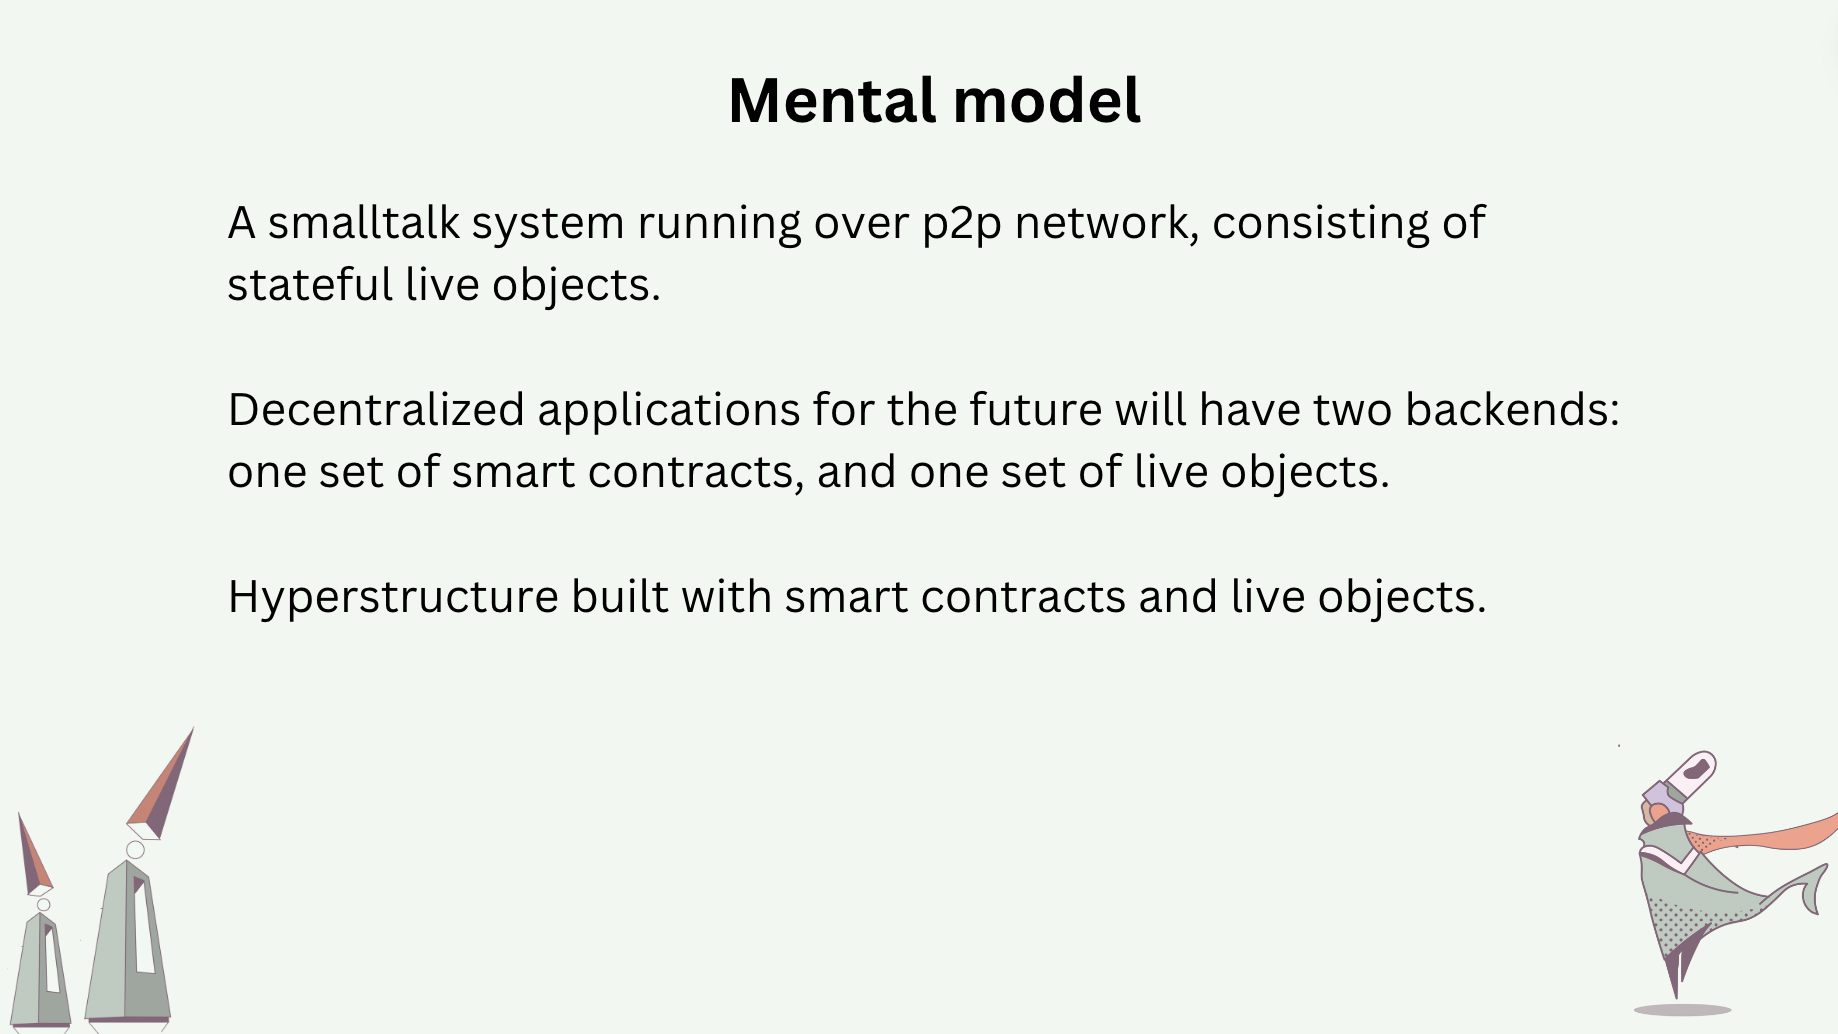 Mental model
A smalltalk system running over p2p network, consisting of
stateful live objects.
Decentralized applications for the future will have two backends:
one set of smart contracts, and one set of live objects.
Hyperstructure built with smart contracts and live objects.